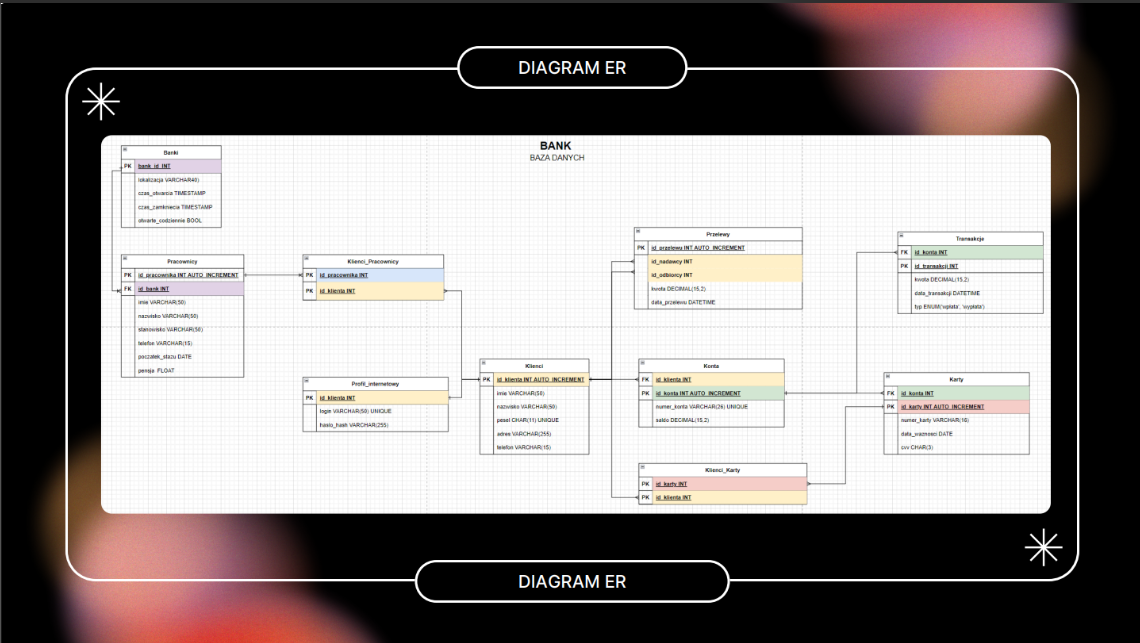 DIAGRAM ER
BANK
BAZA DANYCH
Banki
PK bank_id INT
lokalizacja VARCHAR40)
czas_otwarcia TIMESTAMP
czas_zamkniecia TIMESTAMP
otwarte_codziennie BOOL
Pracownicy
PK id_pracownika INT AUTO_INCREMENT
FK id_bank INT
imie VARCHAR(50)
nazwisko VARCHAR(50)
stanowisko VARCHAR(50)
telefon VARCHAR(15)
poczatek_stazu DATE
pensja FLOAT
Klienci_Pracownicy
PK id_pracownika INT
PK id_klienta INT
Profil_internetowy
PK id_klienta INT
login VARCHAR(50) UNIQUE
haslo_hash VARCHAR(255)
Klienci
PK id_klienta INT AUTO_INCREMENT
imie VARCHAR(50)
nazwisko VARCHAR(50)
pesel CHAR(11) UNIQUE
adres VARCHAR(255)
telefon VARCHAR(15)
Przelewy
PK id_przelewu INT AUTO_INCREMENT
id_nadawcy INT
id_odbiorcy INT
kwota DECIMAL(15,2)
data_przelewu DATETIME
Konta
FK id_klienta INT
PK id_konta INT AUTO_INCREMENT
numer_konta VARCHAR(26) UNIQUE
saldo DECIMAL(15,2)
Klienci_Karty
PK id_karty INT
PK id_klienta INT
Transakcje
FK id_konta INT
PK id_transakcji INT
kwota DECIMAL(15,2)
data_transakcji DATETIME
typ ENUM('wpłata', 'wypłata')
Karty
FK id_konta INT
PK id_karty INT AUTO_INCREMENT
numer_karty VARCHAR(16)
data_waznosci DATE
cvv CHAR(3)
DIAGRAM ER